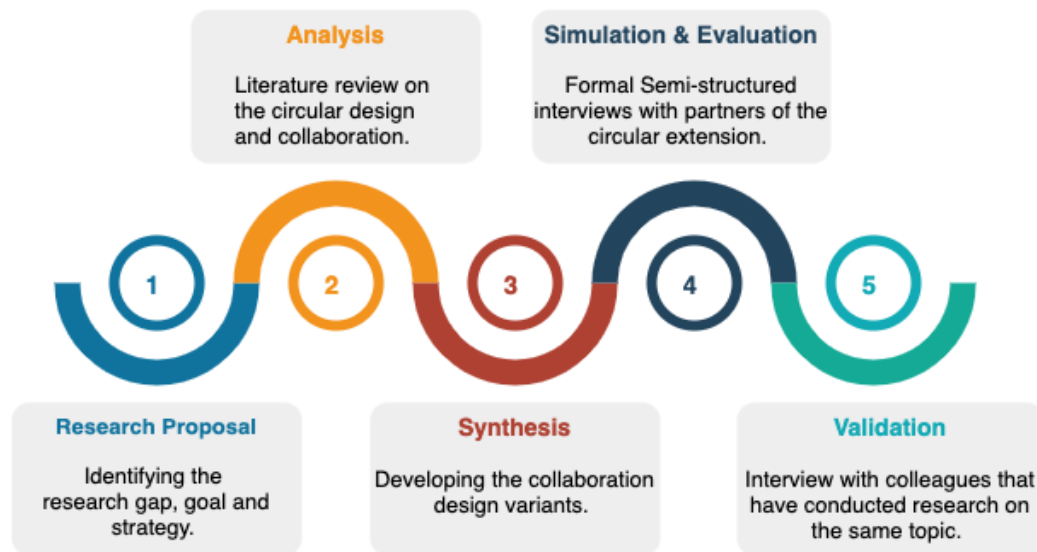 Analysis
Literature review on
the circular design
and collaboration.
Simulation & Evaluation
Formal Semi-structured
interviews with partners of the
circular extension.
1
2
3
4
5
Research Proposal
Identifying the
research gap, goal and
strategy.
Synthesis
Developing the collaboration
design variants.
Validation
Interview with colleagues that
have conducted research on
the same topic.